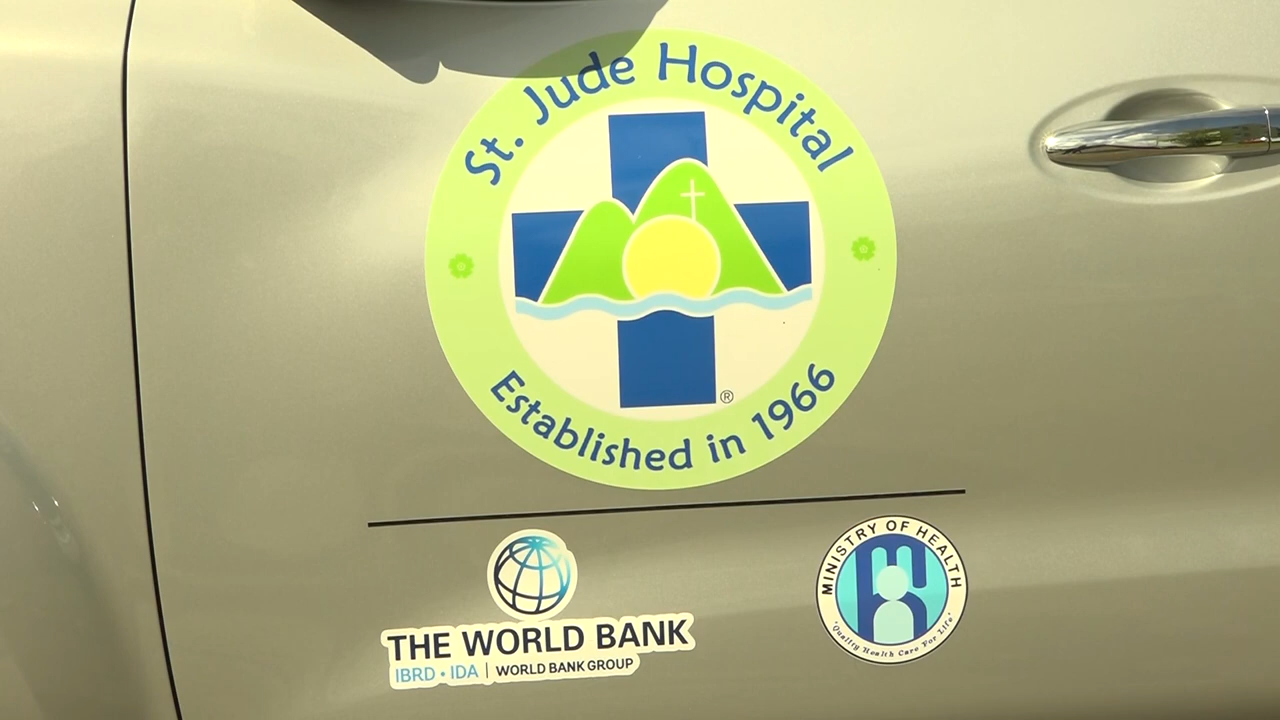 St. Jude Hospital
Established in 1966
®
THE WORLD BANK
IBRD • IDA | WORLD BANK GROUP
MINISTRY OF HEALTH
"Quality Health Care For Life"